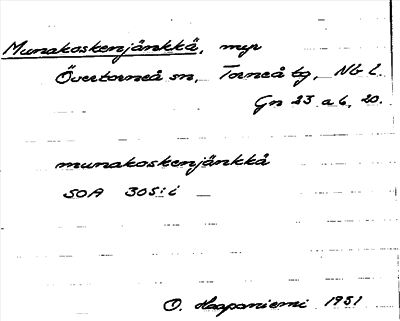 Munakoskenjänkkä, myr
Övertorneå sn, Torneå tg, Nb l.
Gn 23 a 6, 20.
munakoskenjänkkä
SOA 305:i —
O. Haapaniemi 1951